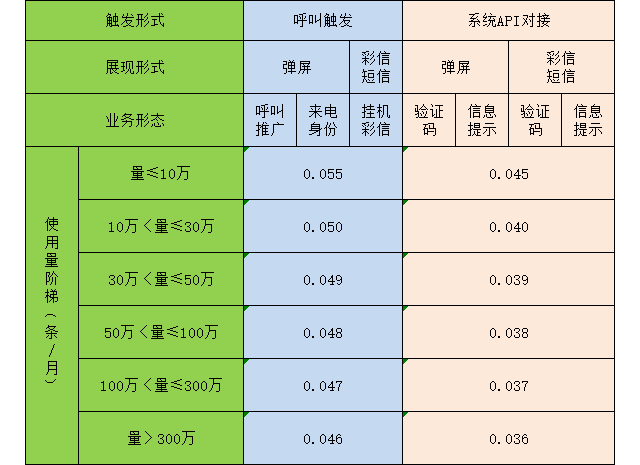 触发形式 呼叫触发 系统API对接
展现形式 弹屏 彩信短信 弹屏 彩信短信
业务形态 呼叫推广 来电身份 挂机彩信 验证码 信息提示 验证码 信息提示
使用量阶梯（条/月）
量≤10万 0.055 0.045
10万＜量≤30万 0.050 0.040
30万＜量≤50万 0.049 0.039
50万＜量≤100万 0.048 0.038
100万＜量≤300万 0.047 0.037
量＞300万 0.046 0.036